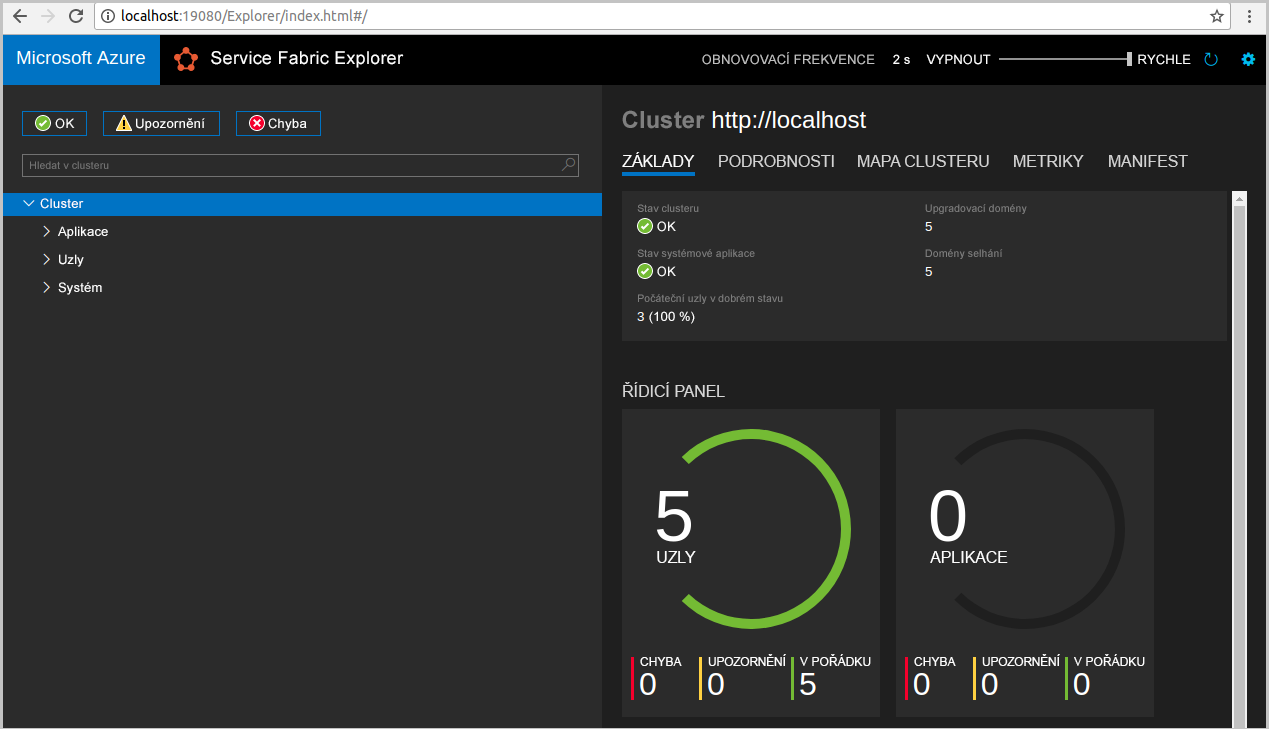 localhost:19080/Explorer/index.html#/
Microsoft Azure
Service Fabric Explorer
OBNOVOVACÍ FREKVENCE 2 s VYPNOUT RYCHLE
OK Upozornění Chyba
Hledat v clusteru
Cluster
Aplikace
Uzly
Systém
Cluster http://localhost
ZÁKLADY PODROBNOSTI MAPA CLUSTERU METRIKY MANIFEST
Stav clusteru
OK
Upgradovací domény
5
Stav systémové aplikace
OK
Domény selhání
5
Počáteční uzly v dobrém stavu
3 (100 %)
ŘÍDICÍ PANEL
5
UZLY
CHYBA UPOZORNĚNÍ V POŘÁDKU
0 0 5
0
APLIKACE
CHYBA UPOZORNĚNÍ V POŘÁDKU
0 0 0